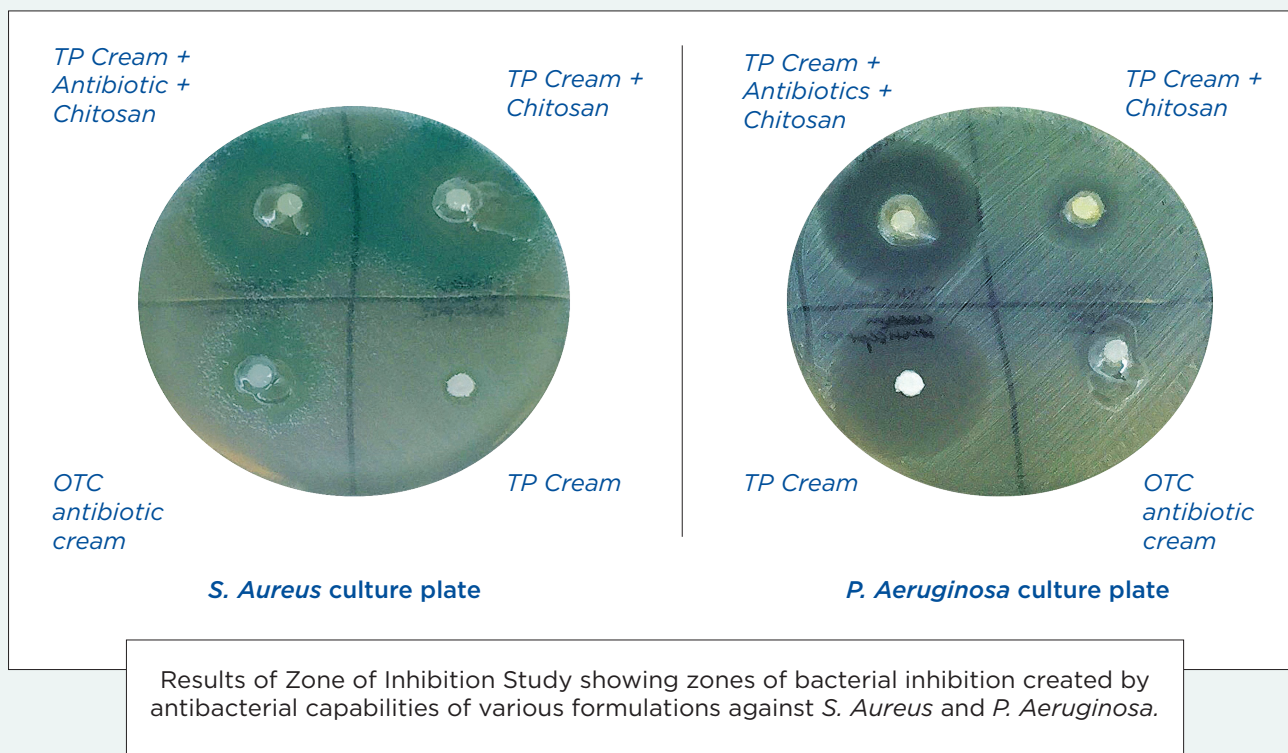 TP Cream +
Antibiotic +
Chitosan
TP Cream +
Chitosan
OTC
antibiotic
cream
TP Cream
S. Aureus culture plate
TP Cream +
Antibiotics +
Chitosan
TP Cream +
Chitosan
TP Cream
OTC
antibiotic
cream
P. Aeruginosa culture plate
Results of Zone of Inhibition Study showing zones of bacterial inhibition created by
antibacterial capabilities of various formulations against S. Aureus and P. Aeruginosa.